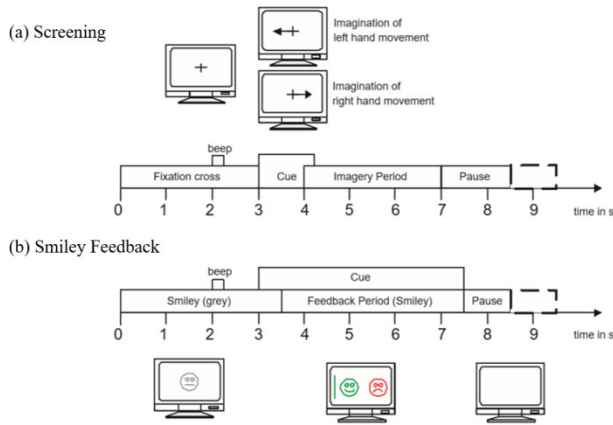 (a) Screening
Imagination of
left hand movement
Imagination of
right hand movement
beep
Fixation cross
Cue
Imagery Period
Pause
0 1 2 3 4 5 6 7 8 9 time in s
(b) Smiley Feedback
beep
Cue
Smiley (grey)
Feedback Period (Smiley)
Pause
0 1 2 3 4 5 6 7 8 9 time in s